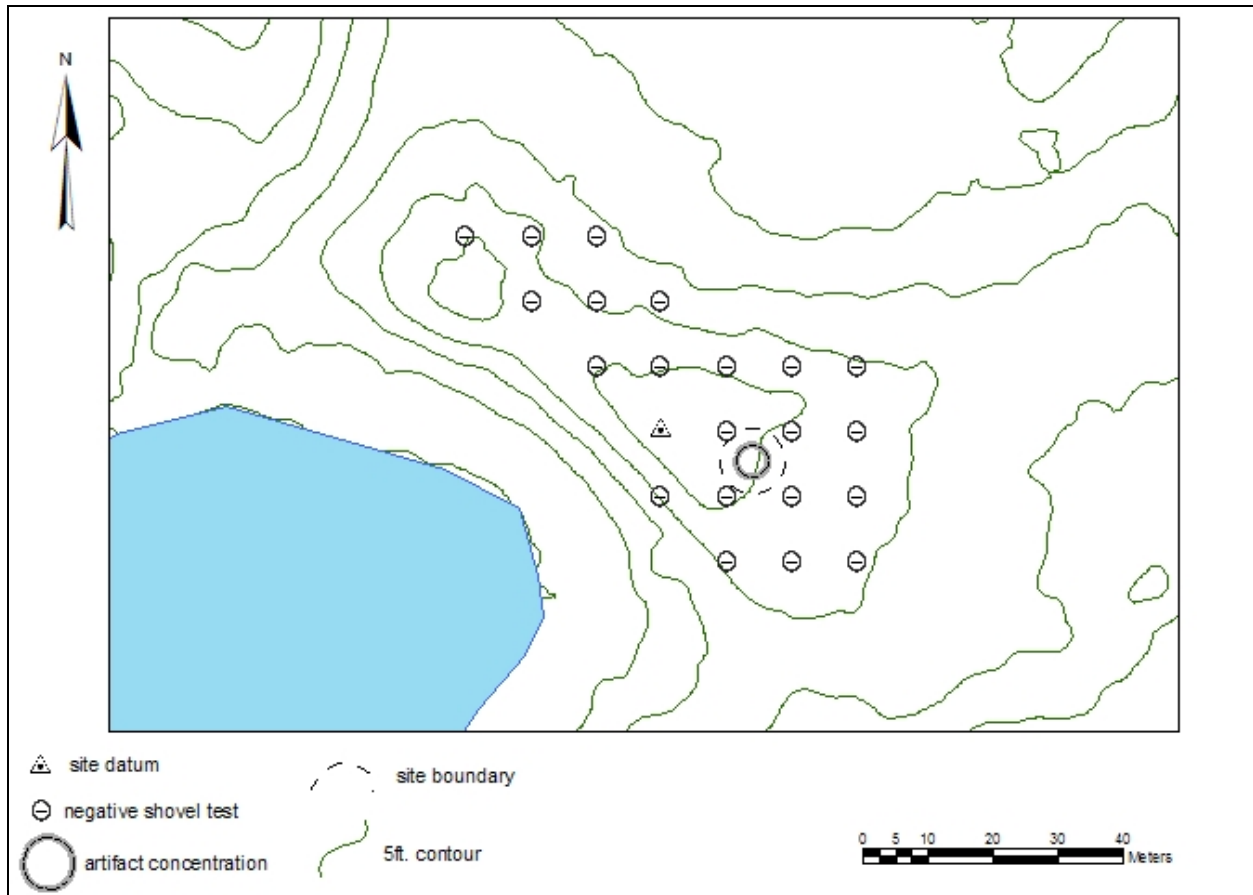 N
site datum
site boundary
negative shovel test
artifact concentration
5ft. contour
0 5 10 20 30 40
Meters